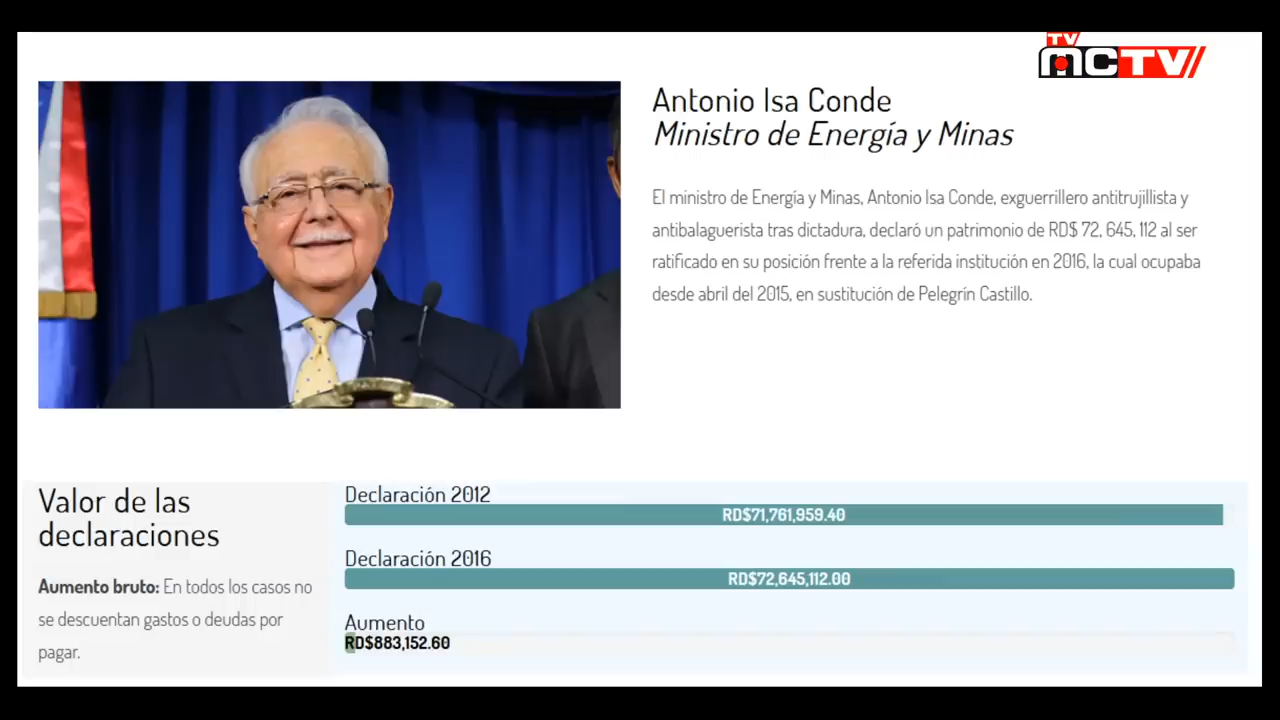 TV
MCTV
Antonio Isa Conde
Ministro de Energía y Minas
El ministro de Energía y Minas, Antonio Isa Conde, exguerrillero antitrujillista y
antibalaguerista tras dictadura, declaró un patrimonio de RD$ 72, 645, 112 al ser
ratificado en su posición frente a la referida institución en 2016, la cual ocupaba
desde abril del 2015, en sustitución de Pelegrín Castillo.
Valor de las
declaraciones
Aumento bruto: En todos los casos no
se descuentan gastos o deudas por
pagar.
Declaración 2012
RD$71,761,959.40
Declaración 2016
RD$72,645,112.00
Aumento
RD$883,152.60